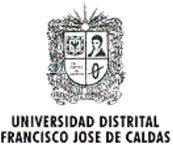 UNIVERSIDAD DISTRITAL
FRANCISCO JOSE DE CALDAS